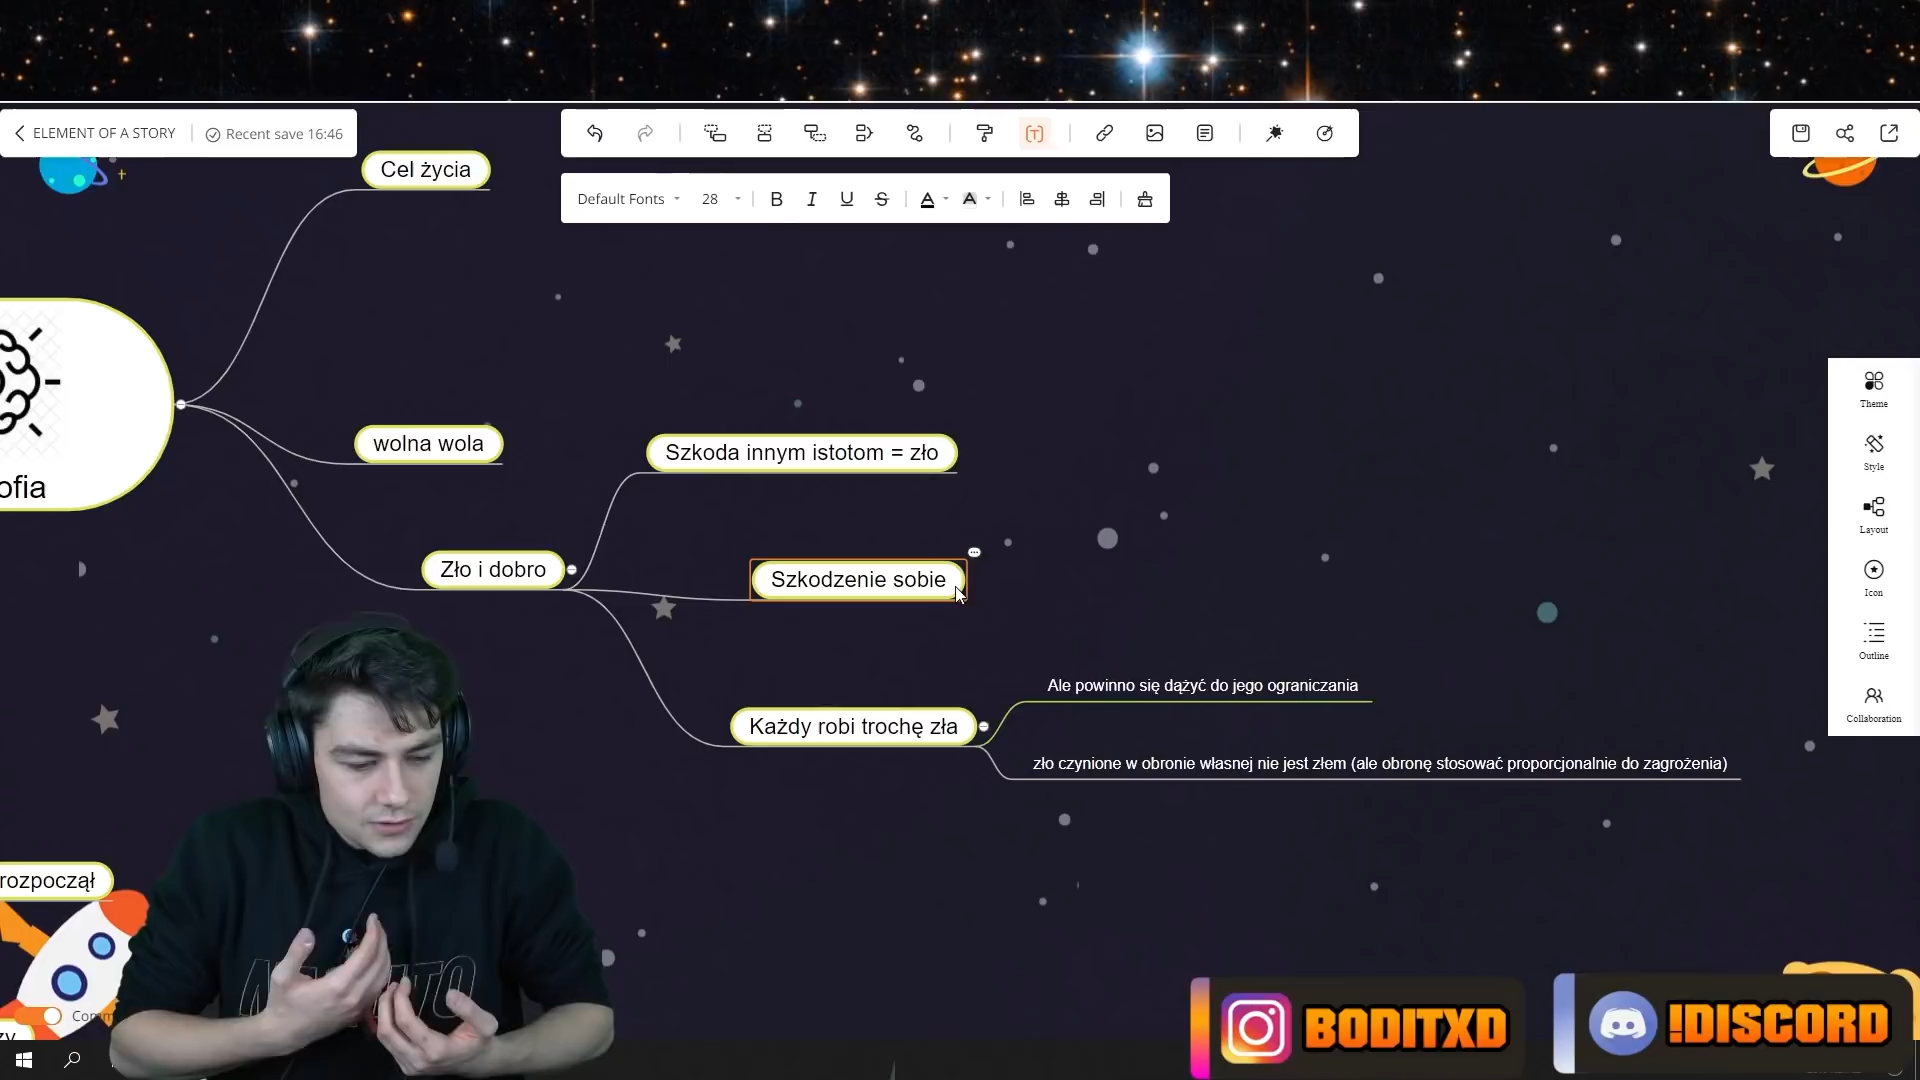 ELEMENT OF A STORY
Recent save 16:46
Default Fonts
28
B I U S A A
Cel życia
wolna wola
Szkoda innym istotom = zło
ofia
Zło i dobro
Szkodzenie sobie
Ale powinno się dążyć do jego ograniczania
Każdy robi trochę zła
zło czynione w obronie własnej nie jest złem (ale obronę stosować proporcjonalnie do zagrożenia)
rozpoczął
Theme
Style
Layout
Icon
Outline
Collaboration
BODITXD
!DISCORD